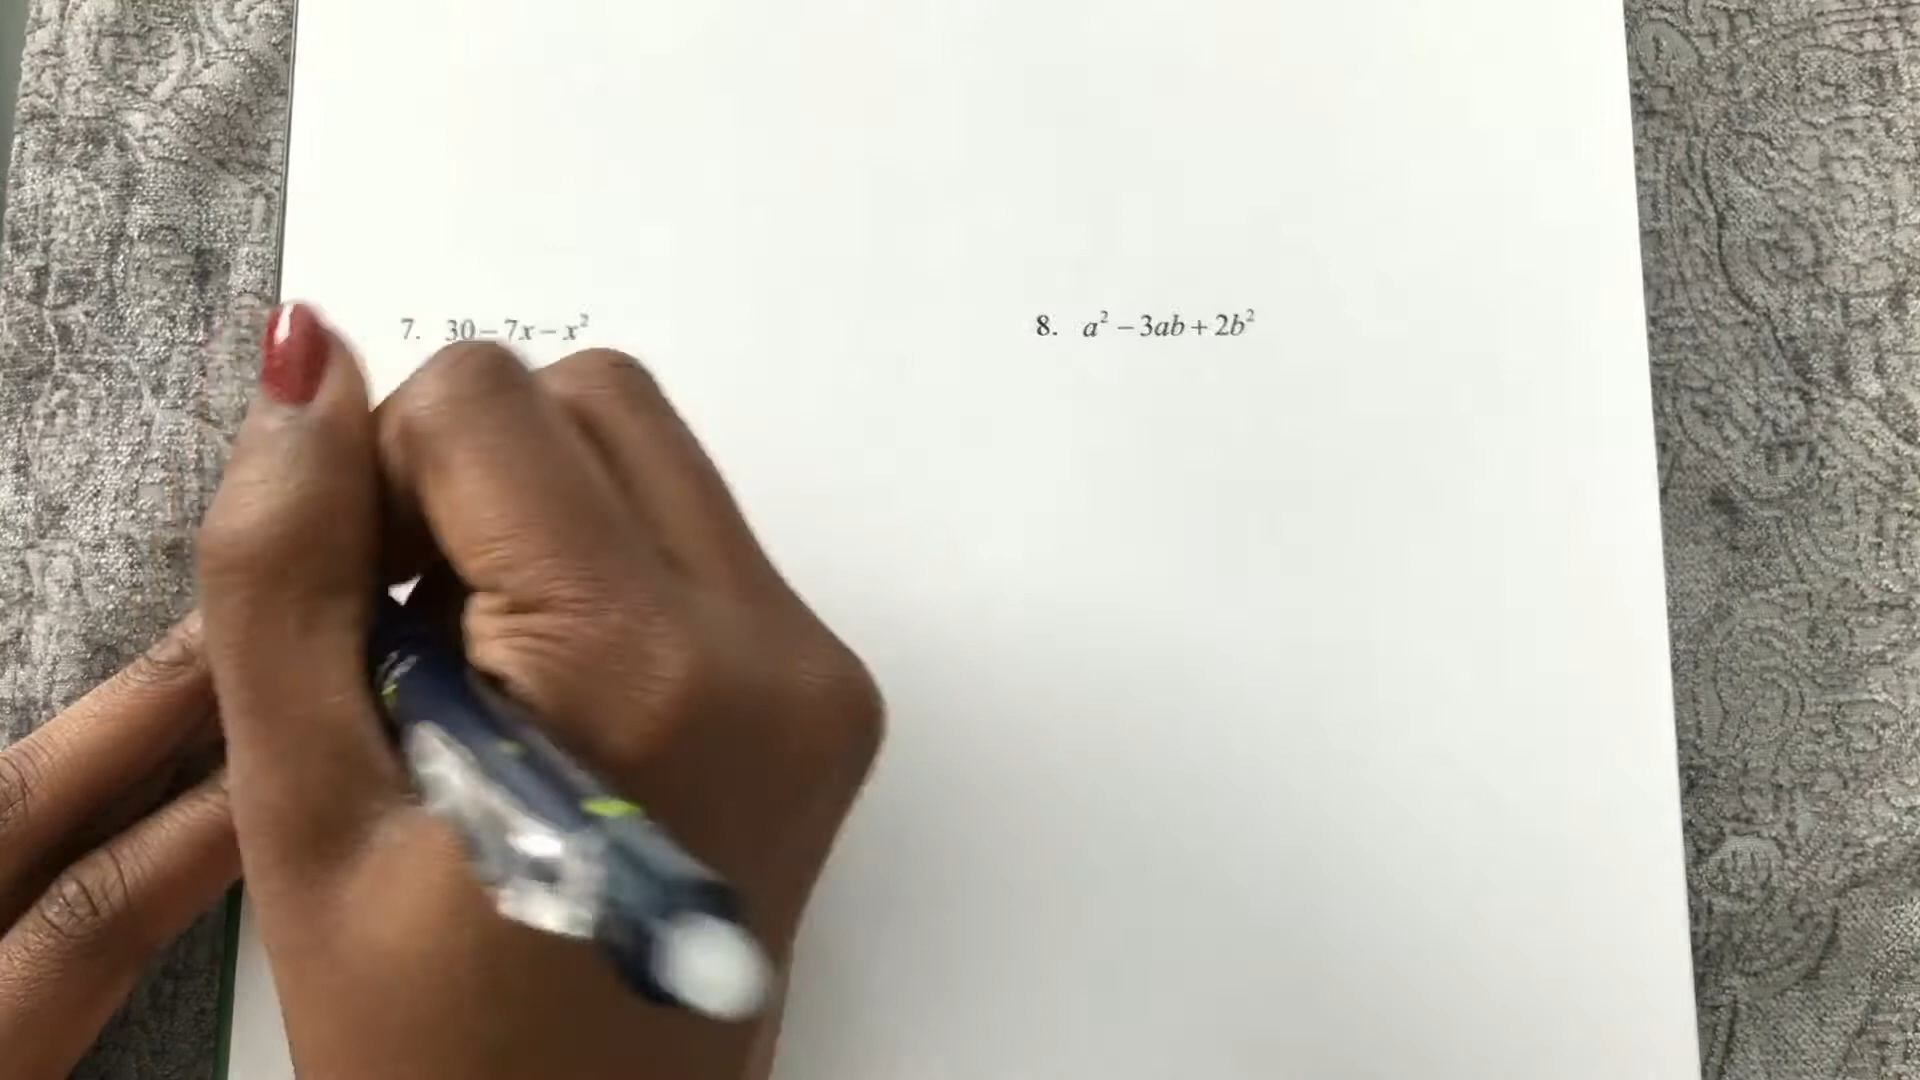 7. 30 – 7x – x²
8. a² – 3ab + 2b²